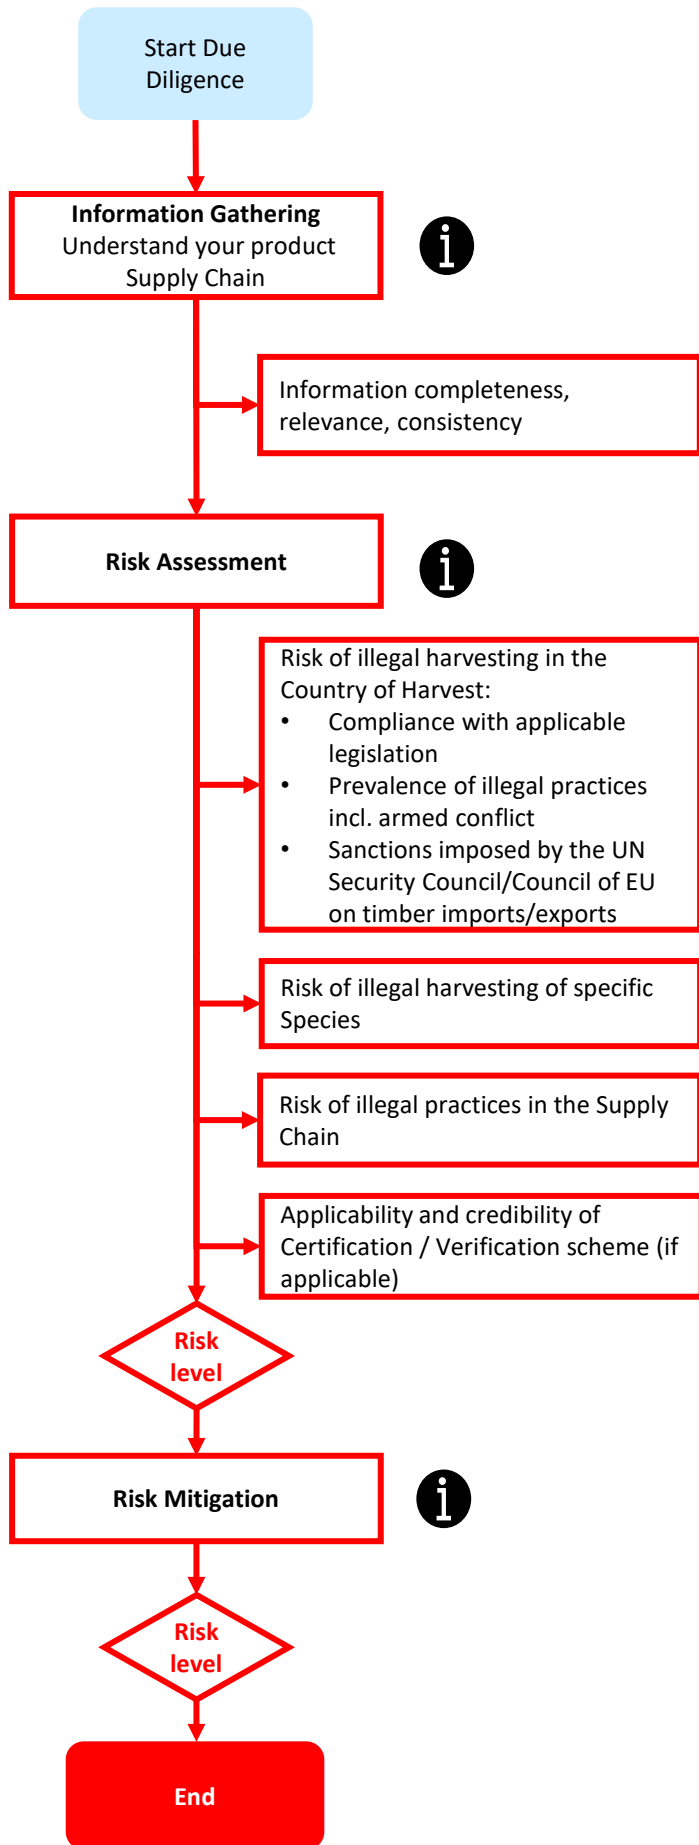 Start Due
Diligence
Information Gathering
Understand your product
Supply Chain
Information completeness,
relevance, consistency
Risk Assessment
Risk of illegal harvesting in the
Country of Harvest:
• Compliance with applicable
legislation
• Prevalence of illegal practices
incl. armed conflict
• Sanctions imposed by the UN
Security Council/Council of EU
on timber imports/exports
Risk of illegal harvesting of specific
Species
Risk of illegal practices in the Supply
Chain
Applicability and credibility of
Certification / Verification scheme (if
applicable)
Risk
level
Risk Mitigation
Risk
level
End